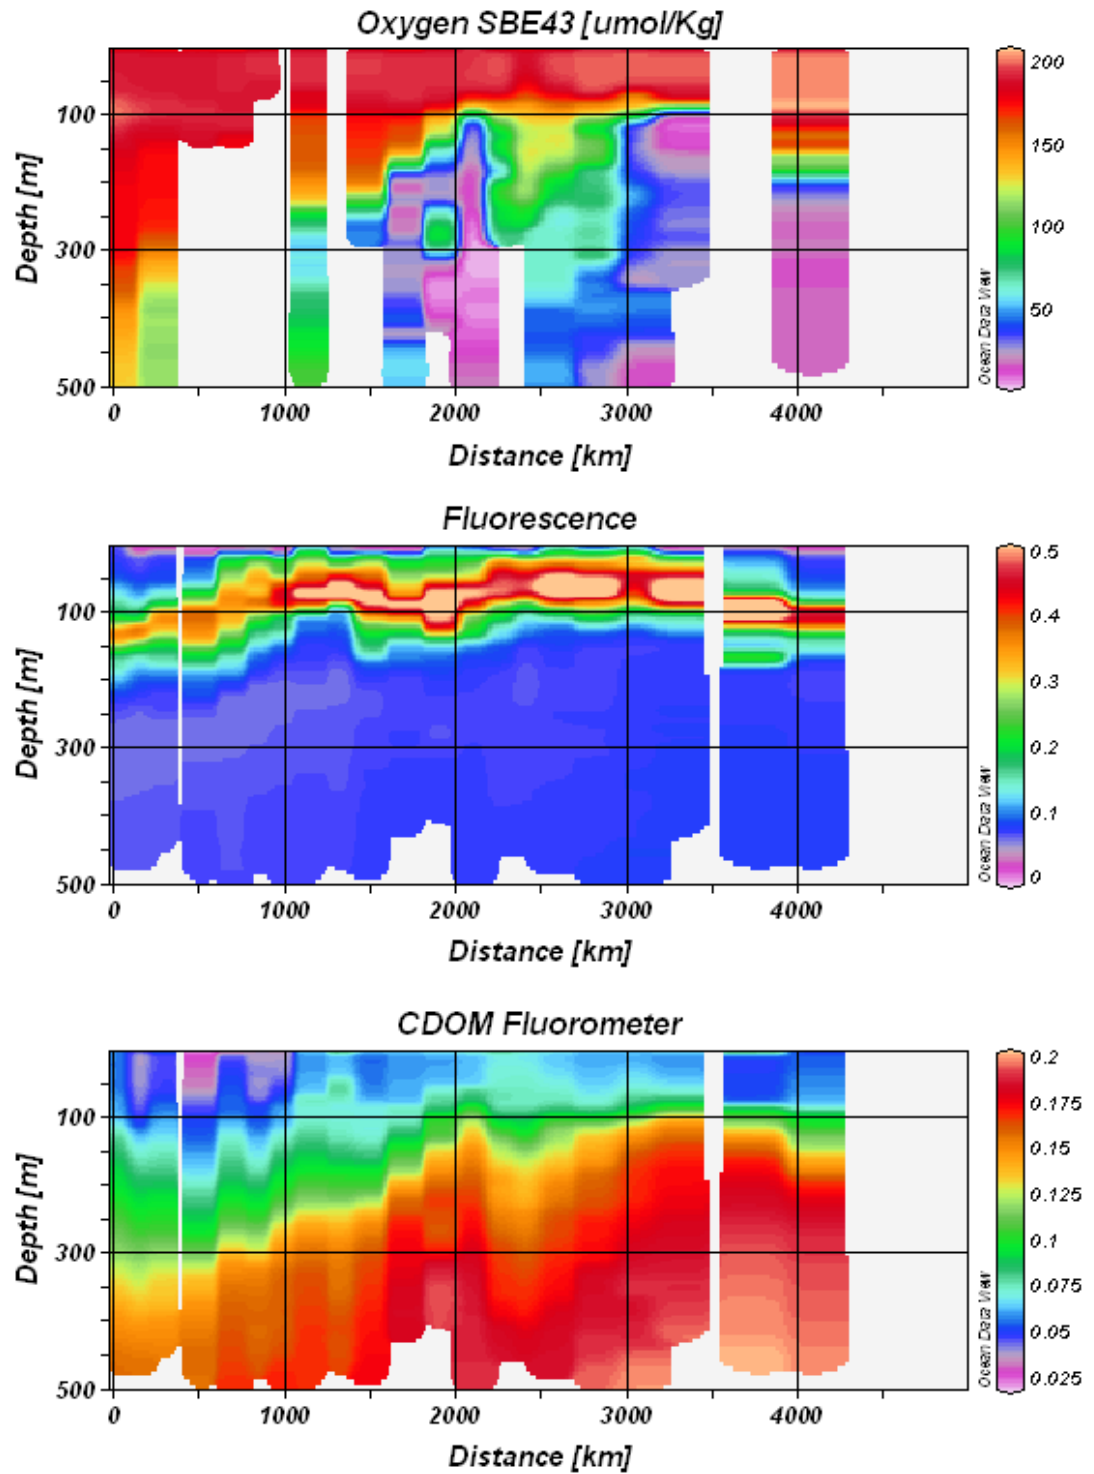 Oxygen SBE43 [umol/Kg]
Depth [m]
100
300
500
0 1000 2000 3000 4000
Distance [km]
Ocean Data View
200
150
100
50
Fluorescence
Depth [m]
100
300
500
0 1000 2000 3000 4000
Distance [km]
Ocean Data View
0.5
0.4
0.3
0.2
0.1
0
CDOM Fluorometer
Depth [m]
100
300
500
0 1000 2000 3000 4000
Distance [km]
Ocean Data View
0.2
0.175
0.15
0.125
0.1
0.075
0.05
0.025